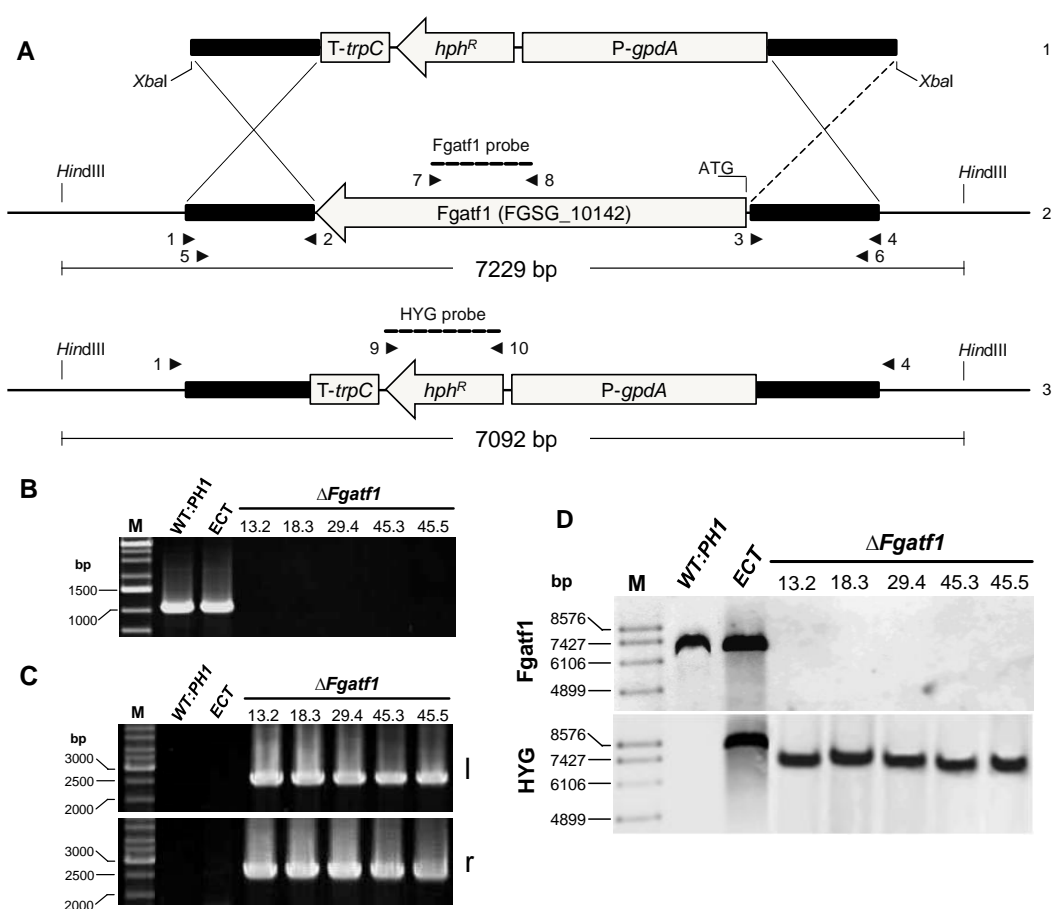 A
T-trpC hphR P-gpdA 1
XbaI XbaI
Fgatf1 probe
HindIII 7 8 ATG HindIII
Fgatf1 (FGSG_10142) 2
1 2 3 4
5 6
7229 bp
HYG probe
HindIII 1 9 10 4 HindIII
T-trpC hphR P-gpdA 3
7092 bp
B
M WT:PH1 ECT ΔFgatf1
13.2 18.3 29.4 45.3 45.5
bp
1500
1000
C
M WT:PH1 ECT ΔFgatf1
13.2 18.3 29.4 45.3 45.5
bp
3000
2500
2000
l
3000
2500
2000
r
D
bp M WT:PH1 ECT ΔFgatf1
13.2 18.3 29.4 45.3 45.5
Fgatf1
8576
7427
6106
4899
HYG
8576
7427
6106
4899